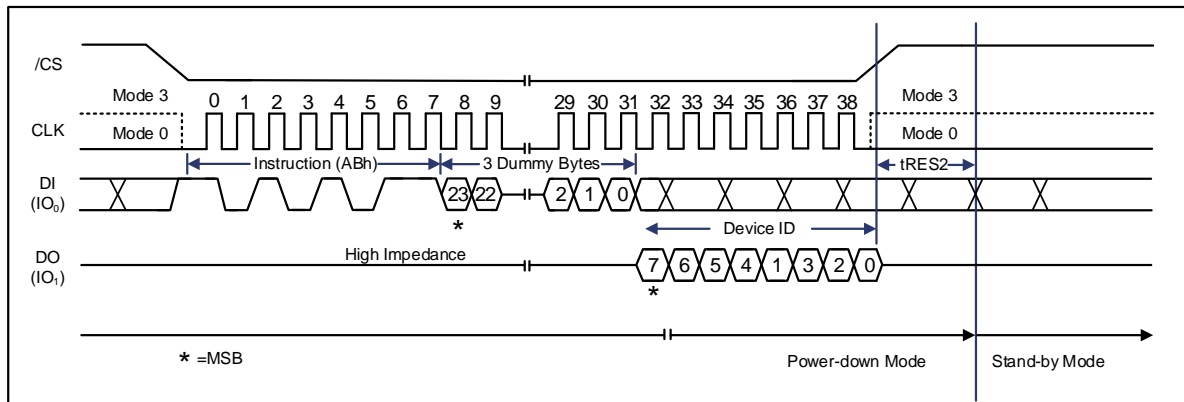 /CS
Mode 3 0 1 2 3 4 5 6 7 8 9 29 30 31 32 33 34 35 36 37 38 Mode 3
CLK Mode 0 Mode 0
Instruction (ABh) 3 Dummy Bytes tRES2
DI
(IO0) 23 22 2 1 0
* Device ID
DO High Impedance
(IO1) 7 6 5 4 1 3 2 0
*
* =MSB
Power-down Mode Stand-by Mode